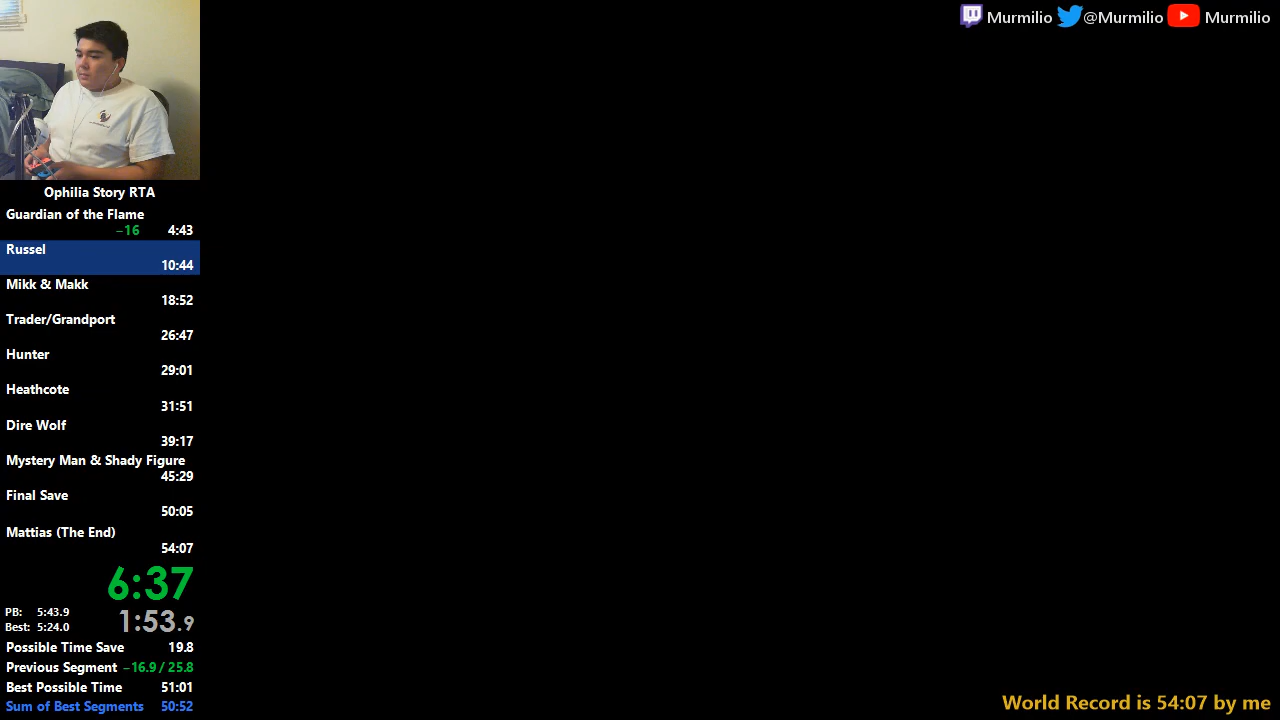 Murmilio @Murmilio Murmilio
Ophilia Story RTA
Guardian of the Flame
−16 4:43
Russel
10:44
Mikk & Makk
18:52
Trader/Grandport
26:47
Hunter
29:01
Heathcote
31:51
Dire Wolf
39:17
Mystery Man & Shady Figure
45:29
Final Save
50:05
Mattias (The End)
54:07
6:37
PB: 5:43.9
Best: 5:24.0
1:53.9
Possible Time Save 19.8
Previous Segment −16.9 / 25.8
Best Possible Time 51:01
Sum of Best Segments 50:52
World Record is 54:07 by me